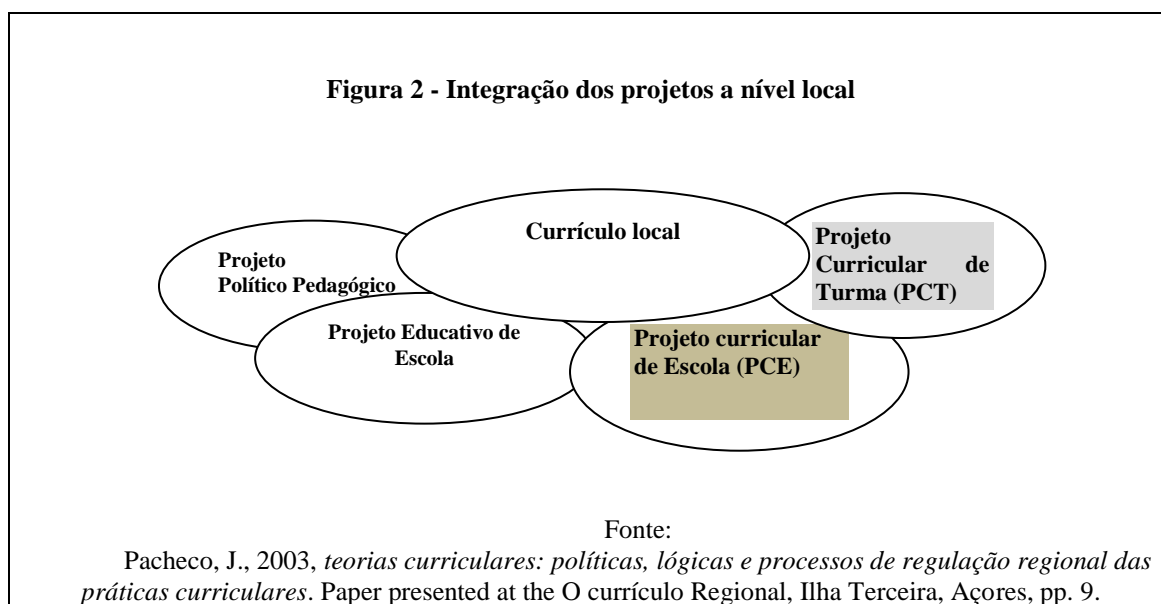 Figura 2 - Integração dos projetos a nível local
Currículo local
Projeto
Político Pedagógico
Projeto Educativo de
Escola
Projeto curricular
de Escola (PCE)
Projeto
Curricular de
Turma (PCT)
Fonte:
Pacheco, J., 2003, teorias curriculares: políticas, lógicas e processos de regulação regional das
práticas curriculares. Paper presented at the O currículo Regional, Ilha Terceira, Açores, pp. 9.